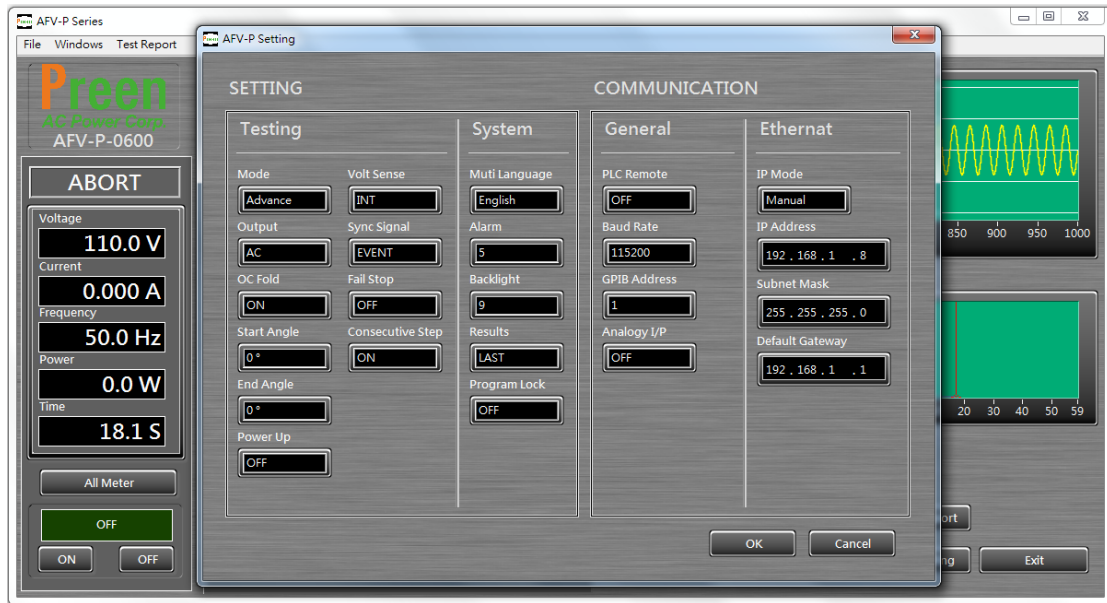 AFV-P Series
File Windows Test Report
Preen
AC Power Corp.
AFV-P-0600
ABORT
Voltage
110.0 V
Current
0.000 A
Frequency
50.0 Hz
Power
0.0 W
Time
18.1 S
All Meter
OFF
ON OFF
AFV-P Setting
SETTING
Testing
Mode Volt Sense
Advance INT
Output Sync Signal
AC EVENT
OC Fold Fail Stop
ON OFF
Start Angle Consecutive Step
0 ° ON
End Angle
0 °
Power Up
OFF
System
Muti Language
English
Alarm
5
Backlight
9
Results
LAST
Program Lock
OFF
COMMUNICATION
General
PLC Remote
OFF
Baud Rate
115200
GPIB Address
1
Analogy I/P
OFF
Ethernat
IP Mode
Manual
IP Address
192 . 168 . 1 . 8
Subnet Mask
255 . 255 . 255 . 0
Default Gateway
192 . 168 . 1 . 1
OK Cancel
850 900 950 1000
20 30 40 50 59
ort
ng Exit